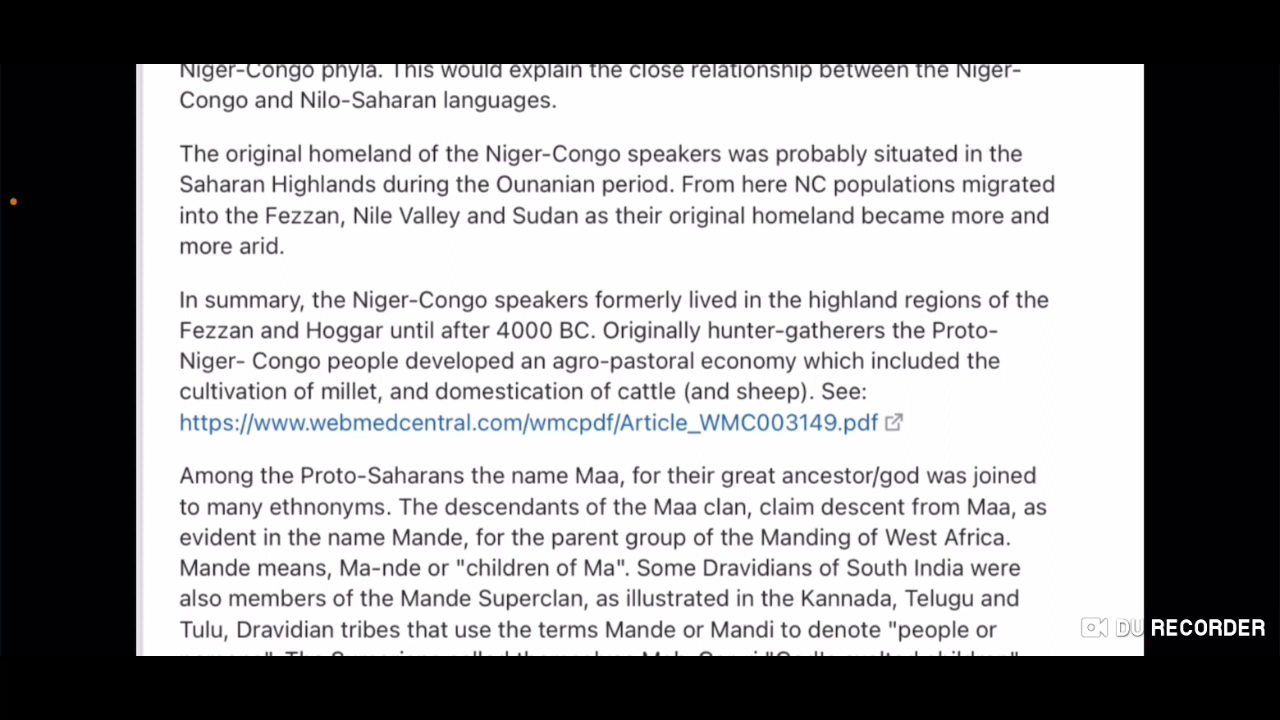 Niger-Congo phyla. This would explain the close relationship between the Niger-
Congo and Nilo-Saharan languages.
The original homeland of the Niger-Congo speakers was probably situated in the
Saharan Highlands during the Ounanian period. From here NC populations migrated
into the Fezzan, Nile Valley and Sudan as their original homeland became more and
more arid.
In summary, the Niger-Congo speakers formerly lived in the highland regions of the
Fezzan and Hoggar until after 4000 BC. Originally hunter-gatherers the Proto-
Niger- Congo people developed an agro-pastoral economy which included the
cultivation of millet, and domestication of cattle (and sheep). See:
https://www.webmedcentral.com/wmcpdf/Article_WMC003149.pdf
Among the Proto-Saharans the name Maa, for their great ancestor/god was joined
to many ethnonyms. The descendants of the Maa clan, claim descent from Maa, as
evident in the name Mande, for the parent group of the Manding of West Africa.
Mande means, Ma-nde or "children of Ma". Some Dravidians of South India were
also members of the Mande Superclan, as illustrated in the Kannada, Telugu and
Tulu, Dravidian tribes that use the terms Mande or Mandi to denote "people or
DU RECORDER